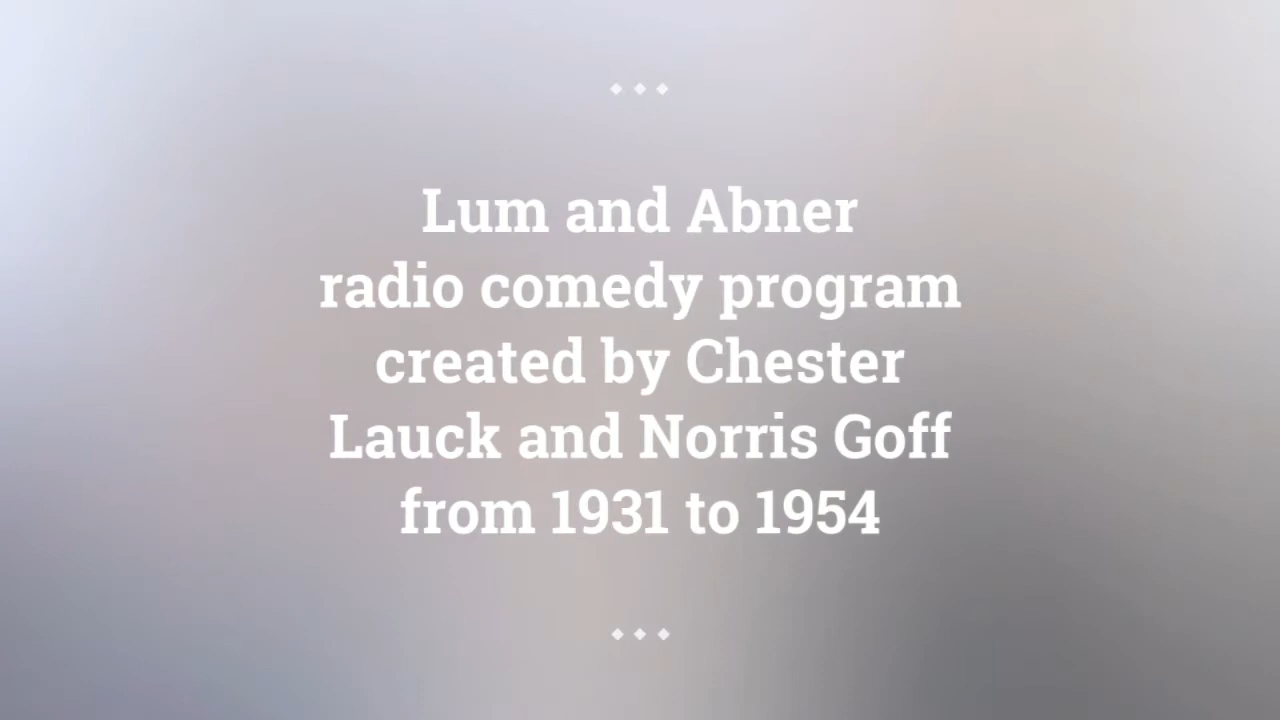 Lum and Abner
radio comedy program
created by Chester
Lauck and Norris Goff
from 1931 to 1954